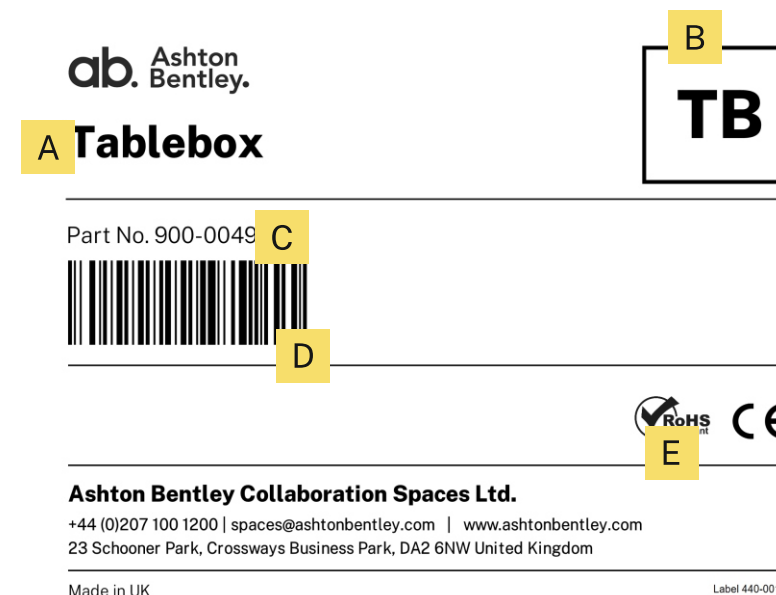 ab. Ashton
Bentley.
B
TB
A
Tablebox
Part No. 900-0049
C
D
RoHS
CE
E
Ashton Bentley Collaboration Spaces Ltd.
+44 (0)207 100 1200 | spaces@ashtonbentley.com | www.ashtonbentley.com
23 Schooner Park, Crossways Business Park, DA2 6NW United Kingdom
Made in UK
Label